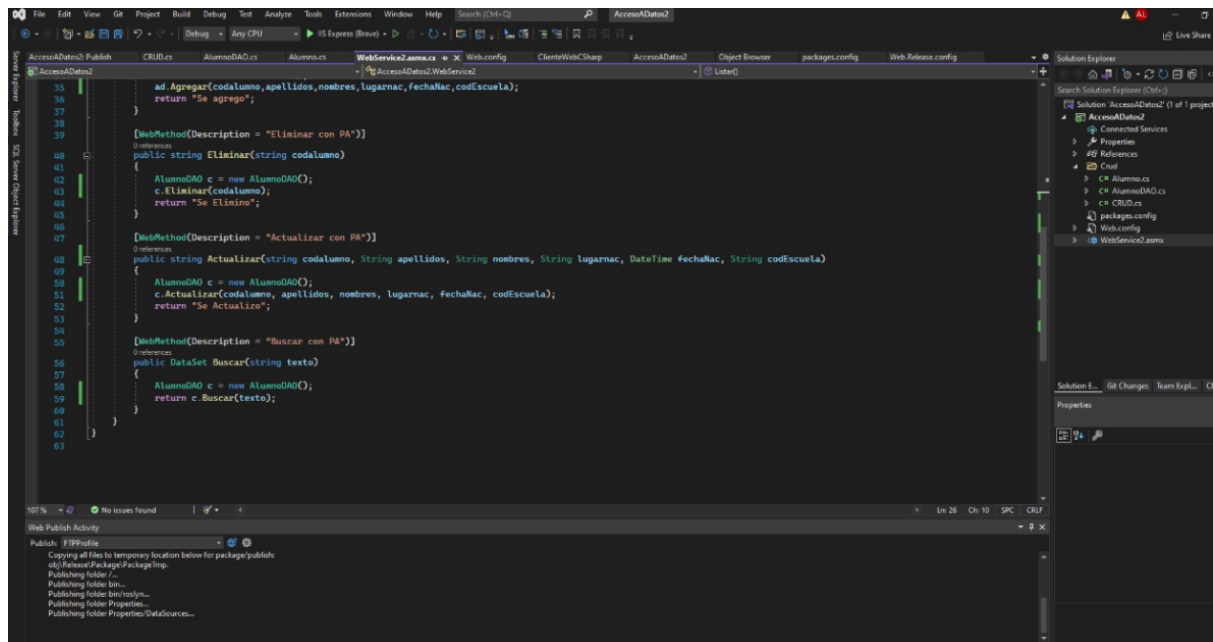 File Edit View Git Project Build Debug Test Analyze Tools Extensions Window Help Search (Ctrl+Q) AccesoADatos2 AL
Debug Any CPU IIS Express (Brave) Live Share
AccesoADatos2: Publish CRUD.cs AlumnoDAO.cs Alumno.cs WebService2.asmx.cs Web.config ClienteWebCSharp AccesoADatos2 Object Browser packages.config Web.Release.config
AccesoADatos2 AccesoADatos2.WebService2 Listar()
Server Explorer
Toolbox
SQL Server Object Explorer
35 ad.Agregar(codalumno,apellidos,nombres,lugarnac,fechaNac,codEscuela);
36 return "Se agrego";
37 }
38
39 [WebMethod(Description = "Eliminar con PA")]
0 references
40 public string Eliminar(string codalumno)
41 {
42 AlumnoDAO c = new AlumnoDAO();
43 c.Eliminar(codalumno);
44 return "Se Elimino";
45 }
46
47 [WebMethod(Description = "Actualizar con PA")]
0 references
48 public string Actualizar(string codalumno, String apellidos, String nombres, String lugarnac, DateTime fechaNac, String codEscuela)
49 {
50 AlumnoDAO c = new AlumnoDAO();
51 c.Actualizar(codalumno, apellidos, nombres, lugarnac, fechaNac, codEscuela);
52 return "Se Actualizo";
53 }
54
55 [WebMethod(Description = "Buscar con PA")]
0 references
56 public DataSet Buscar(string texto)
57 {
58 AlumnoDAO c = new AlumnoDAO();
59 return c.Buscar(texto);
60 }
61 }
62 }
63
107 % No issues found Ln: 26 Ch: 10 SPC CRLF
Web Publish Activity
Publish: FTPProfile
Copying all files to temporary location below for package/publish:
obj\Release\Package\PackageTmp.
Publishing folder /...
Publishing folder bin...
Publishing folder bin/roslyn...
Publishing folder Properties...
Publishing folder Properties/DataSources...
Solution Explorer
Search Solution Explorer (Ctrl+;)
Solution 'AccesoADatos2' (1 of 1 project
AccesoADatos2
Connected Services
Properties
References
Crud
C# Alumno.cs
C# AlumnoDAO.cs
C# CRUD.cs
packages.config
Web.config
WebService2.asmx
Solution E... Git Changes Team Expl...
Properties